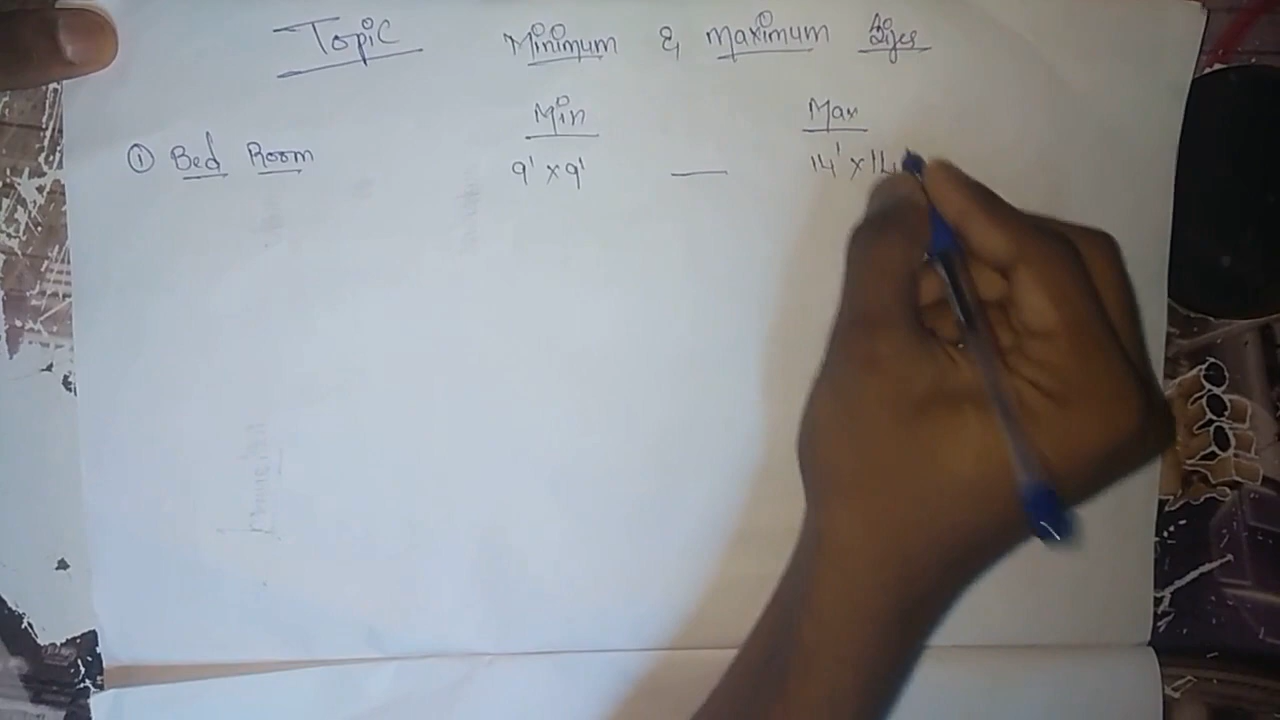 Topic Minimum & Maximum Sizes
Min Max
① Bed Room 9' x 9' — 14' x 14